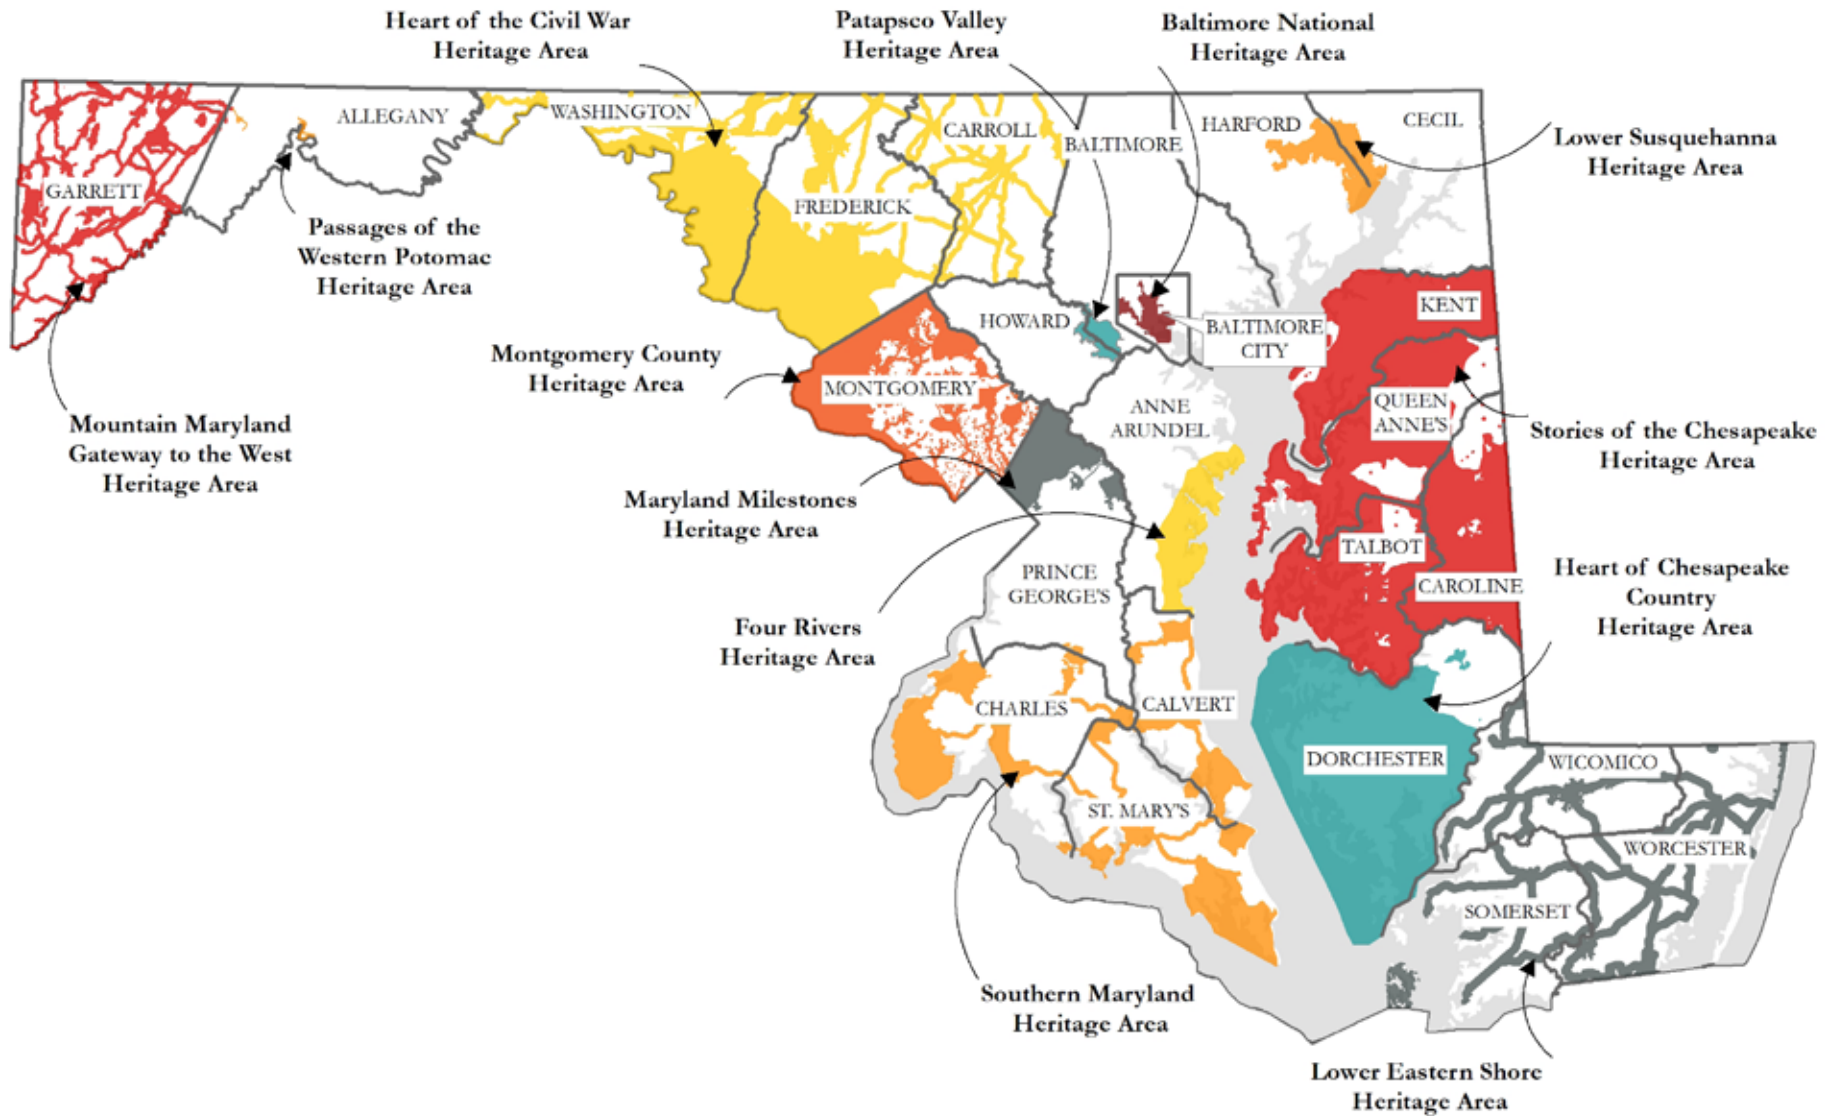 Heart of the Civil War
Heritage Area
Patapsco Valley
Heritage Area
Baltimore National
Heritage Area
ALLEGANY
WASHINGTON
CARROLL
BALTIMORE
HARFORD
CECIL
Lower Susquehanna
Heritage Area
GARRETT
FREDERICK
Passages of the
Western Potomac
Heritage Area
HOWARD
BALTIMORE
CITY
KENT
Montgomery County
Heritage Area
MONTGOMERY
ANNE
ARUNDEL
QUEEN
ANNE'S
Stories of the Chesapeake
Heritage Area
Mountain Maryland
Gateway to the West
Heritage Area
Maryland Milestones
Heritage Area
TALBOT
CAROLINE
Heart of Chesapeake
Country
Heritage Area
PRINCE
GEORGE'S
Four Rivers
Heritage Area
CHARLES
CALVERT
DORCHESTER
WICOMICO
ST. MARY'S
WORCESTER
SOMERSET
Southern Maryland
Heritage Area
Lower Eastern Shore
Heritage Area